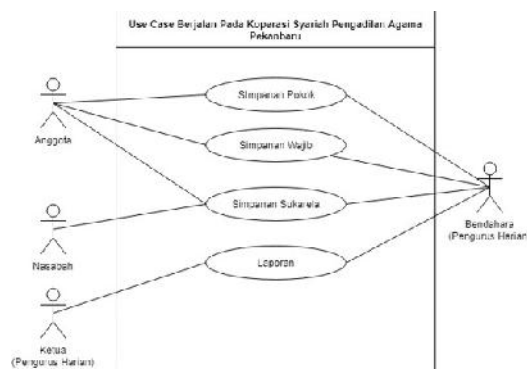 Use Case Berjalan Pada Koparasi Syariah Pengadilan Agama
Pekanbaru
Simpanan Pokok
Anggota
Simpanan Wajib
Simpanan Sukarela
Bendahara
(Pengurus Harian)
Nasabah
Laporan
Ketua
(Pengurus Harian)